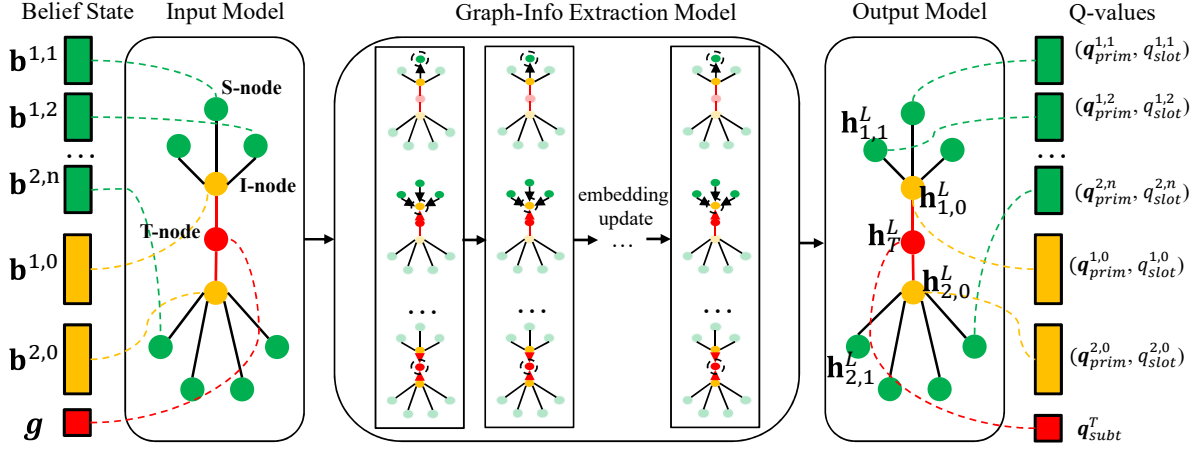 Belief State
Input Model
Graph-Info Extraction Model
Output Model
Q-values
b^{1,1}
b^{1,2}
...
b^{2,n}
b^{1,0}
b^{2,0}
g
S-node
I-node
T-node
...
...
embedding
update
...
...
h^L_{1,1}
h^L_{1,0}
h^L_T
h^L_{2,0}
h^L_{2,1}
(q^{1,1}_{prim}, q^{1,1}_{slot})
(q^{1,2}_{prim}, q^{1,2}_{slot})
...
(q^{2,n}_{prim}, q^{2,n}_{slot})
(q^{1,0}_{prim}, q^{1,0}_{slot})
(q^{2,0}_{prim}, q^{2,0}_{slot})
q^T_{subt}